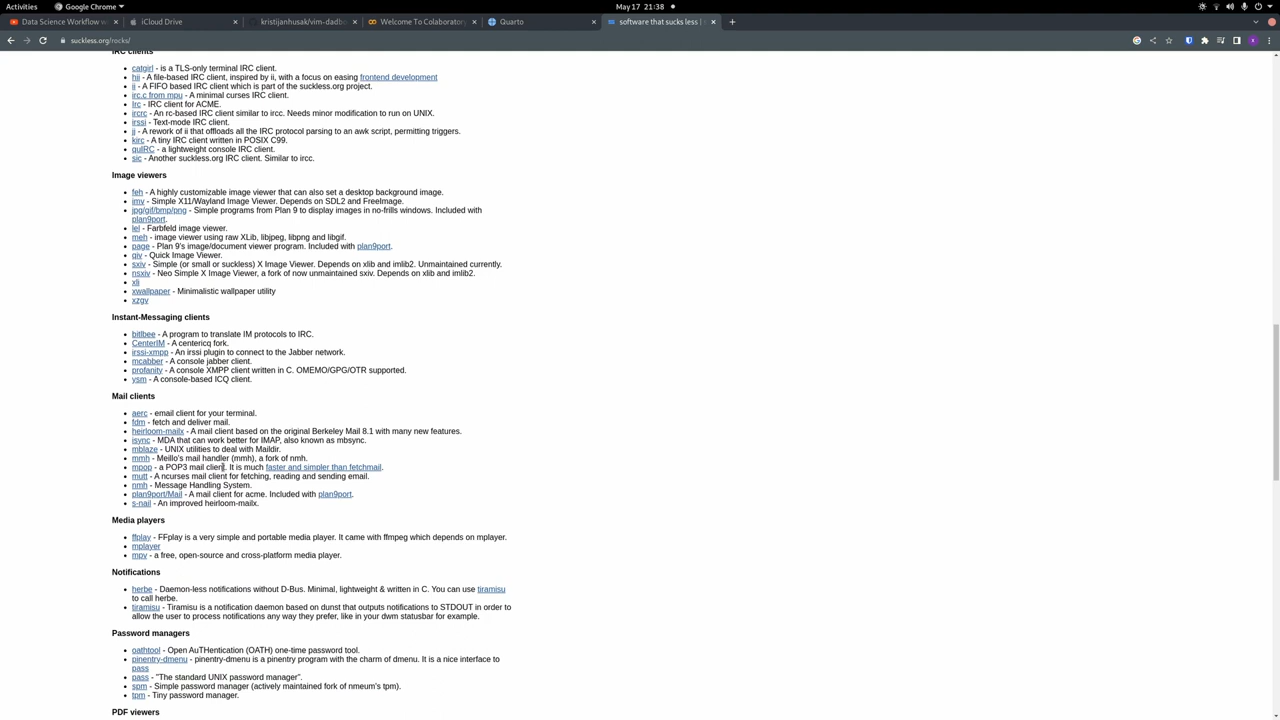 Activities
Google Chrome
May 17 21:38
Data Science Workflow w
iCloud Drive
kristijanhusak/vim-dadbo
Welcome To Colaboratory
Quarto
software that sucks less |
suckless.org/rocks/
IRC clients
catgirl - is a TLS-only terminal IRC client.
hii - A file-based IRC client, inspired by ii, with a focus on easing frontend development
ii - A FIFO based IRC client which is part of the suckless.org project.
irc.c from mpu - A minimal curses IRC client.
Irc - IRC client for ACME.
ircrc - An rc-based IRC client similar to ircc. Needs minor modification to run on UNIX.
irssi - Text-mode IRC client.
jj - A rework of ii that offloads all the IRC protocol parsing to an awk script, permitting triggers.
kirc - A tiny IRC client written in POSIX C99.
quIRC - a lightweight console IRC client.
sic - Another suckless.org IRC client. Similar to ircc.
Image viewers
feh - A highly customizable image viewer that can also set a desktop background image.
imv - Simple X11/Wayland Image Viewer. Depends on SDL2 and FreeImage.
jpg/gif/bmp/png - Simple programs from Plan 9 to display images in no-frills windows. Included with
plan9port.
lel - Farbfeld image viewer.
meh - image viewer using raw XLib, libjpeg, libpng and libgif.
page - Plan 9's image/document viewer program. Included with plan9port.
qiv - Quick Image Viewer.
sxiv - Simple (or small or suckless) X Image Viewer. Depends on xlib and imlib2. Unmaintained currently.
nsxiv - Neo Simple X Image Viewer, a fork of now unmaintained sxiv. Depends on xlib and imlib2.
xli
xwallpaper - Minimalistic wallpaper utility
xzgv
Instant-Messaging clients
bitlbee - A program to translate IM protocols to IRC.
CenterIM - A centericq fork.
irssi-xmpp - An irssi plugin to connect to the Jabber network.
mcabber - A console jabber client.
profanity - A console XMPP client written in C. OMEMO/GPG/OTR supported.
ysm - A console-based ICQ client.
Mail clients
aerc - email client for your terminal.
fdm - fetch and deliver mail.
heirloom-mailx - A mail client based on the original Berkeley Mail 8.1 with many new features.
isync - MDA that can work better for IMAP, also known as mbsync.
mblaze - UNIX utilities to deal with Maildir.
mmh - Meillo's mail handler (mmh), a fork of nmh.
mpop - a POP3 mail client. It is much faster and simpler than fetchmail.
mutt - A ncurses mail client for fetching, reading and sending email.
nmh - Message Handling System.
plan9port/Mail - A mail client for acme. Included with plan9port.
s-nail - An improved heirloom-mailx.
Media players
ffplay - FFplay is a very simple and portable media player. It came with ffmpeg which depends on mplayer.
mplayer
mpv - a free, open-source and cross-platform media player.
Notifications
herbe - Daemon-less notifications without D-Bus. Minimal, lightweight & written in C. You can use tiramisu
to call herbe.
tiramisu - Tiramisu is a notification daemon based on dunst that outputs notifications to STDOUT in order to
allow the user to process notifications any way they prefer, like in your dwm statusbar for example.
Password managers
oathtool - Open AuTHentication (OATH) one-time password tool.
pinentry-dmenu - pinentry-dmenu is a pinentry program with the charm of dmenu. It is a nice interface to
pass
pass - "The standard UNIX password manager".
spm - Simple password manager (actively maintained fork of nmeum's tpm).
tpm - Tiny password manager.
PDF viewers